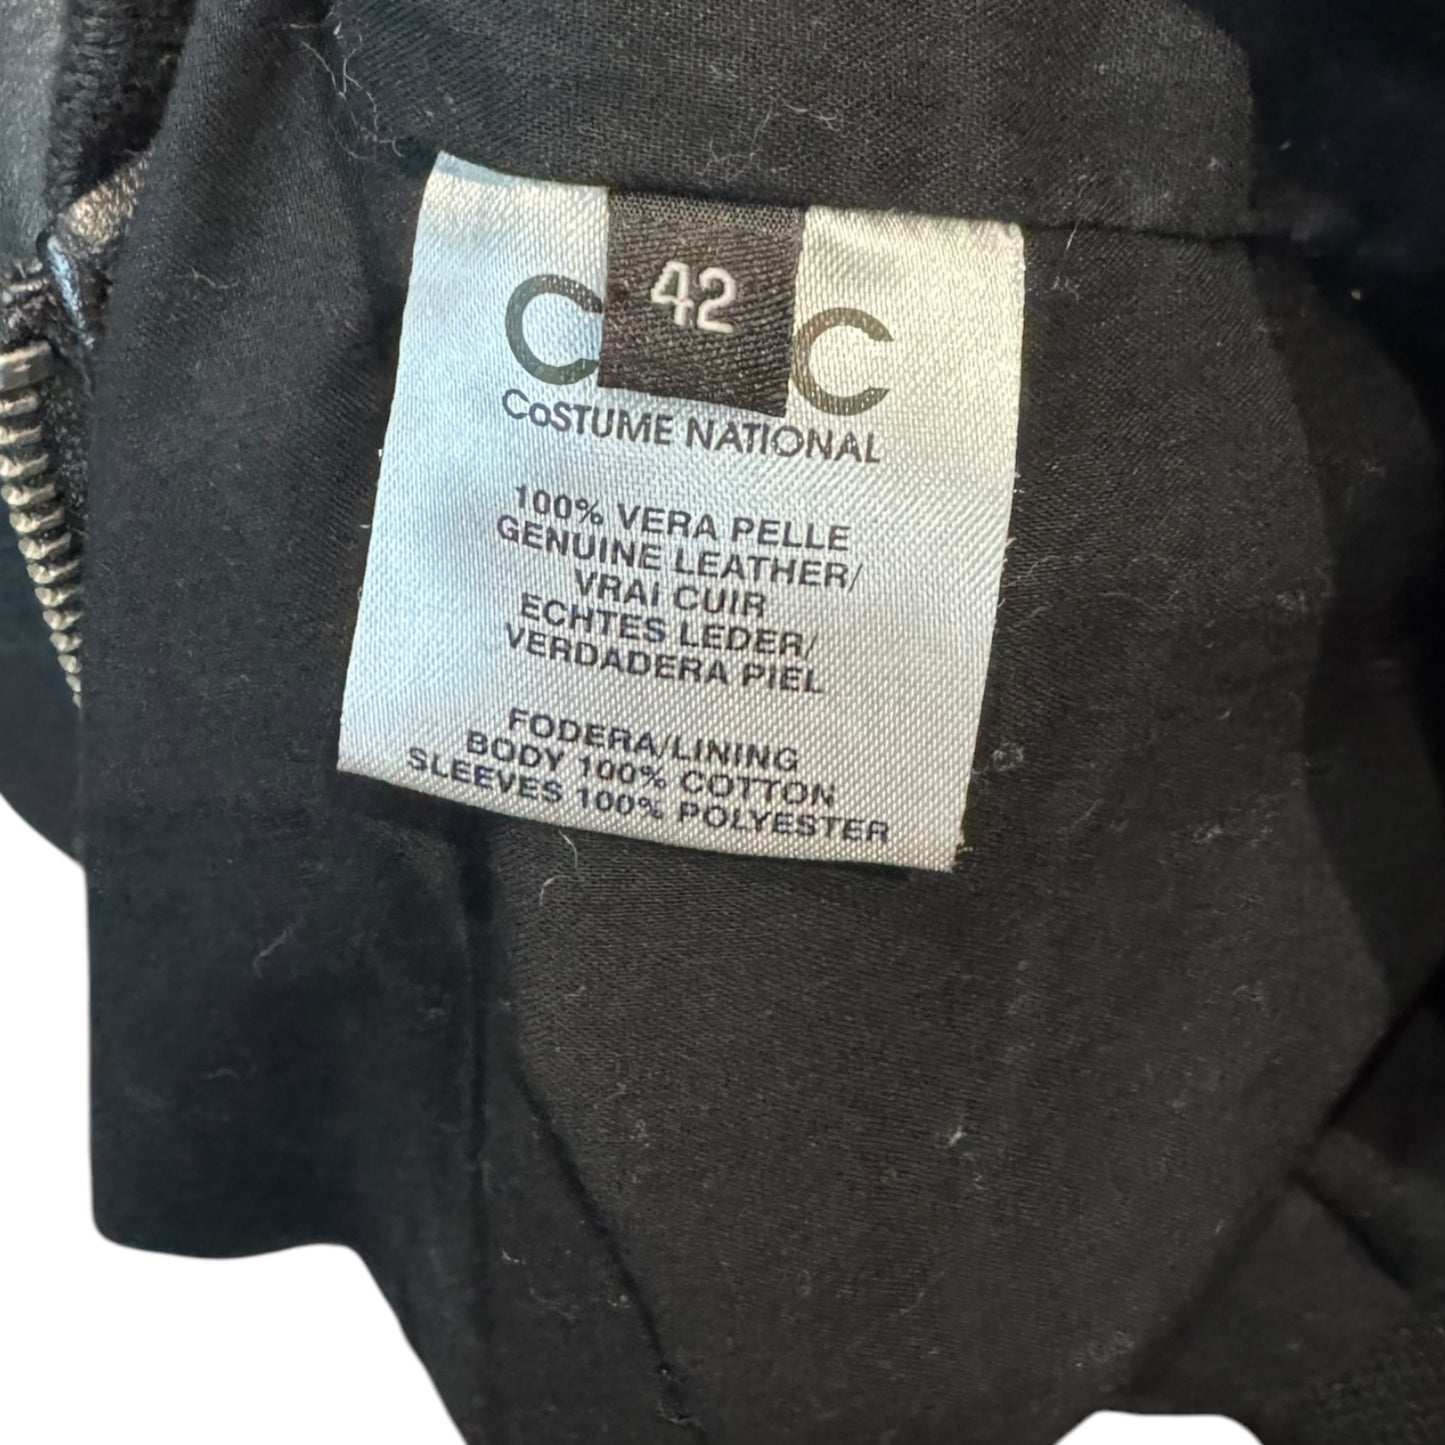 C 42 C
CoSTUME NATIONAL
100% VERA PELLE
GENUINE LEATHER/
VRAI CUIR
ECHTES LEDER/
VERDADERA PIEL
FODERA/LINING
BODY 100% COTTON
SLEEVES 100% POLYESTER